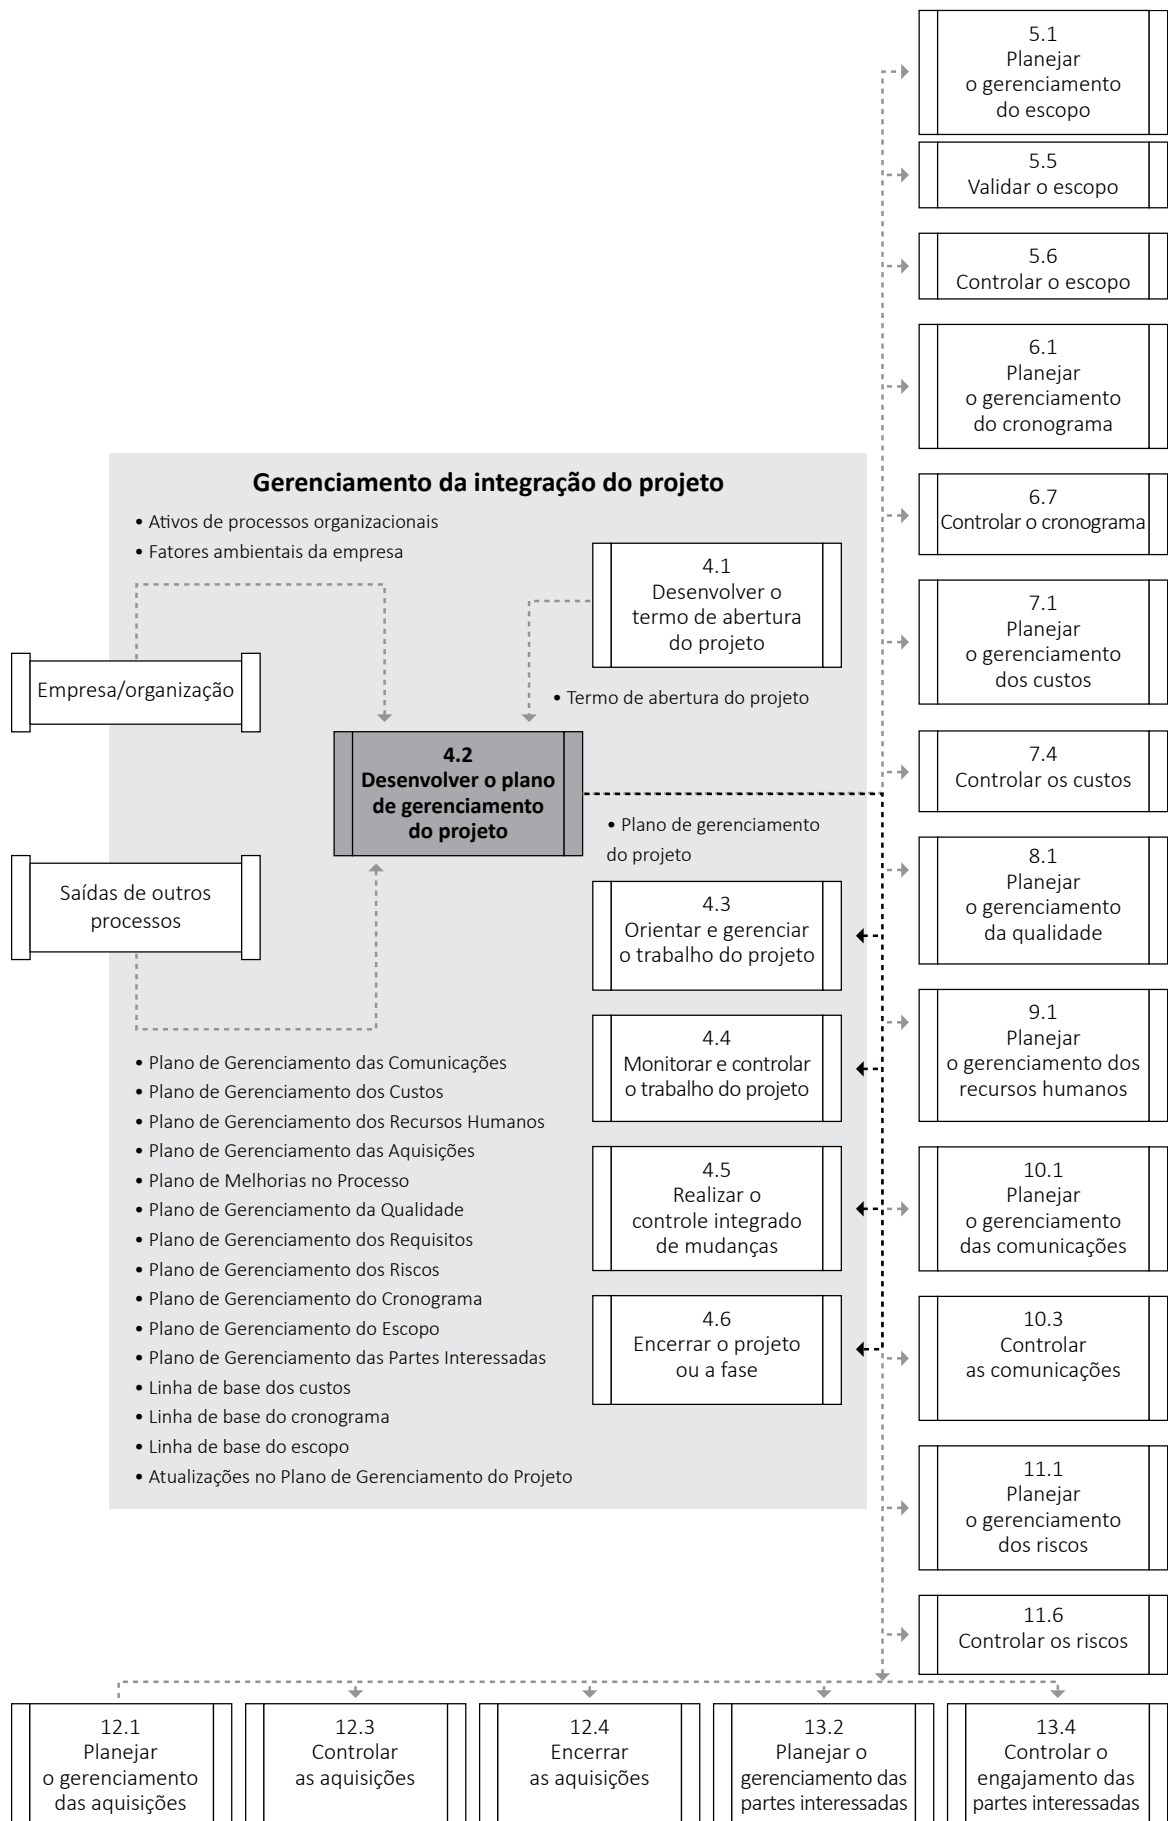 5.1
Planejar
o gerenciamento
do escopo
5.5
Validar o escopo
5.6
Controlar o escopo
6.1
Planejar
o gerenciamento
do cronograma
6.7
Controlar o cronograma
7.1
Planejar
o gerenciamento
dos custos
7.4
Controlar os custos
8.1
Planejar
o gerenciamento
da qualidade
9.1
Planejar
o gerenciamento dos
recursos humanos
10.1
Planejar
o gerenciamento
das comunicações
10.3
Controlar
as comunicações
11.1
Planejar
o gerenciamento
dos riscos
11.6
Controlar os riscos
Gerenciamento da integração do projeto
• Ativos de processos organizacionais
• Fatores ambientais da empresa
4.1
Desenvolver o
termo de abertura
do projeto
Empresa/organização
• Termo de abertura do projeto
4.2
Desenvolver o plano
de gerenciamento
do projeto
• Plano de gerenciamento
do projeto
Saídas de outros
processos
4.3
Orientar e gerenciar
o trabalho do projeto
4.4
Monitorar e controlar
o trabalho do projeto
4.5
Realizar o
controle integrado
de mudanças
4.6
Encerrar o projeto
ou a fase
• Plano de Gerenciamento das Comunicações
• Plano de Gerenciamento dos Custos
• Plano de Gerenciamento dos Recursos Humanos
• Plano de Gerenciamento das Aquisições
• Plano de Melhorias no Processo
• Plano de Gerenciamento da Qualidade
• Plano de Gerenciamento dos Requisitos
• Plano de Gerenciamento dos Riscos
• Plano de Gerenciamento do Cronograma
• Plano de Gerenciamento do Escopo
• Plano de Gerenciamento das Partes Interessadas
• Linha de base dos custos
• Linha de base do cronograma
• Linha de base do escopo
• Atualizações no Plano de Gerenciamento do Projeto
12.1
Planejar
o gerenciamento
das aquisições
12.3
Controlar
as aquisições
12.4
Encerrar
as aquisições
13.2
Planejar o
gerenciamento das
partes interessadas
13.4
Controlar o
engajamento das
partes interessadas